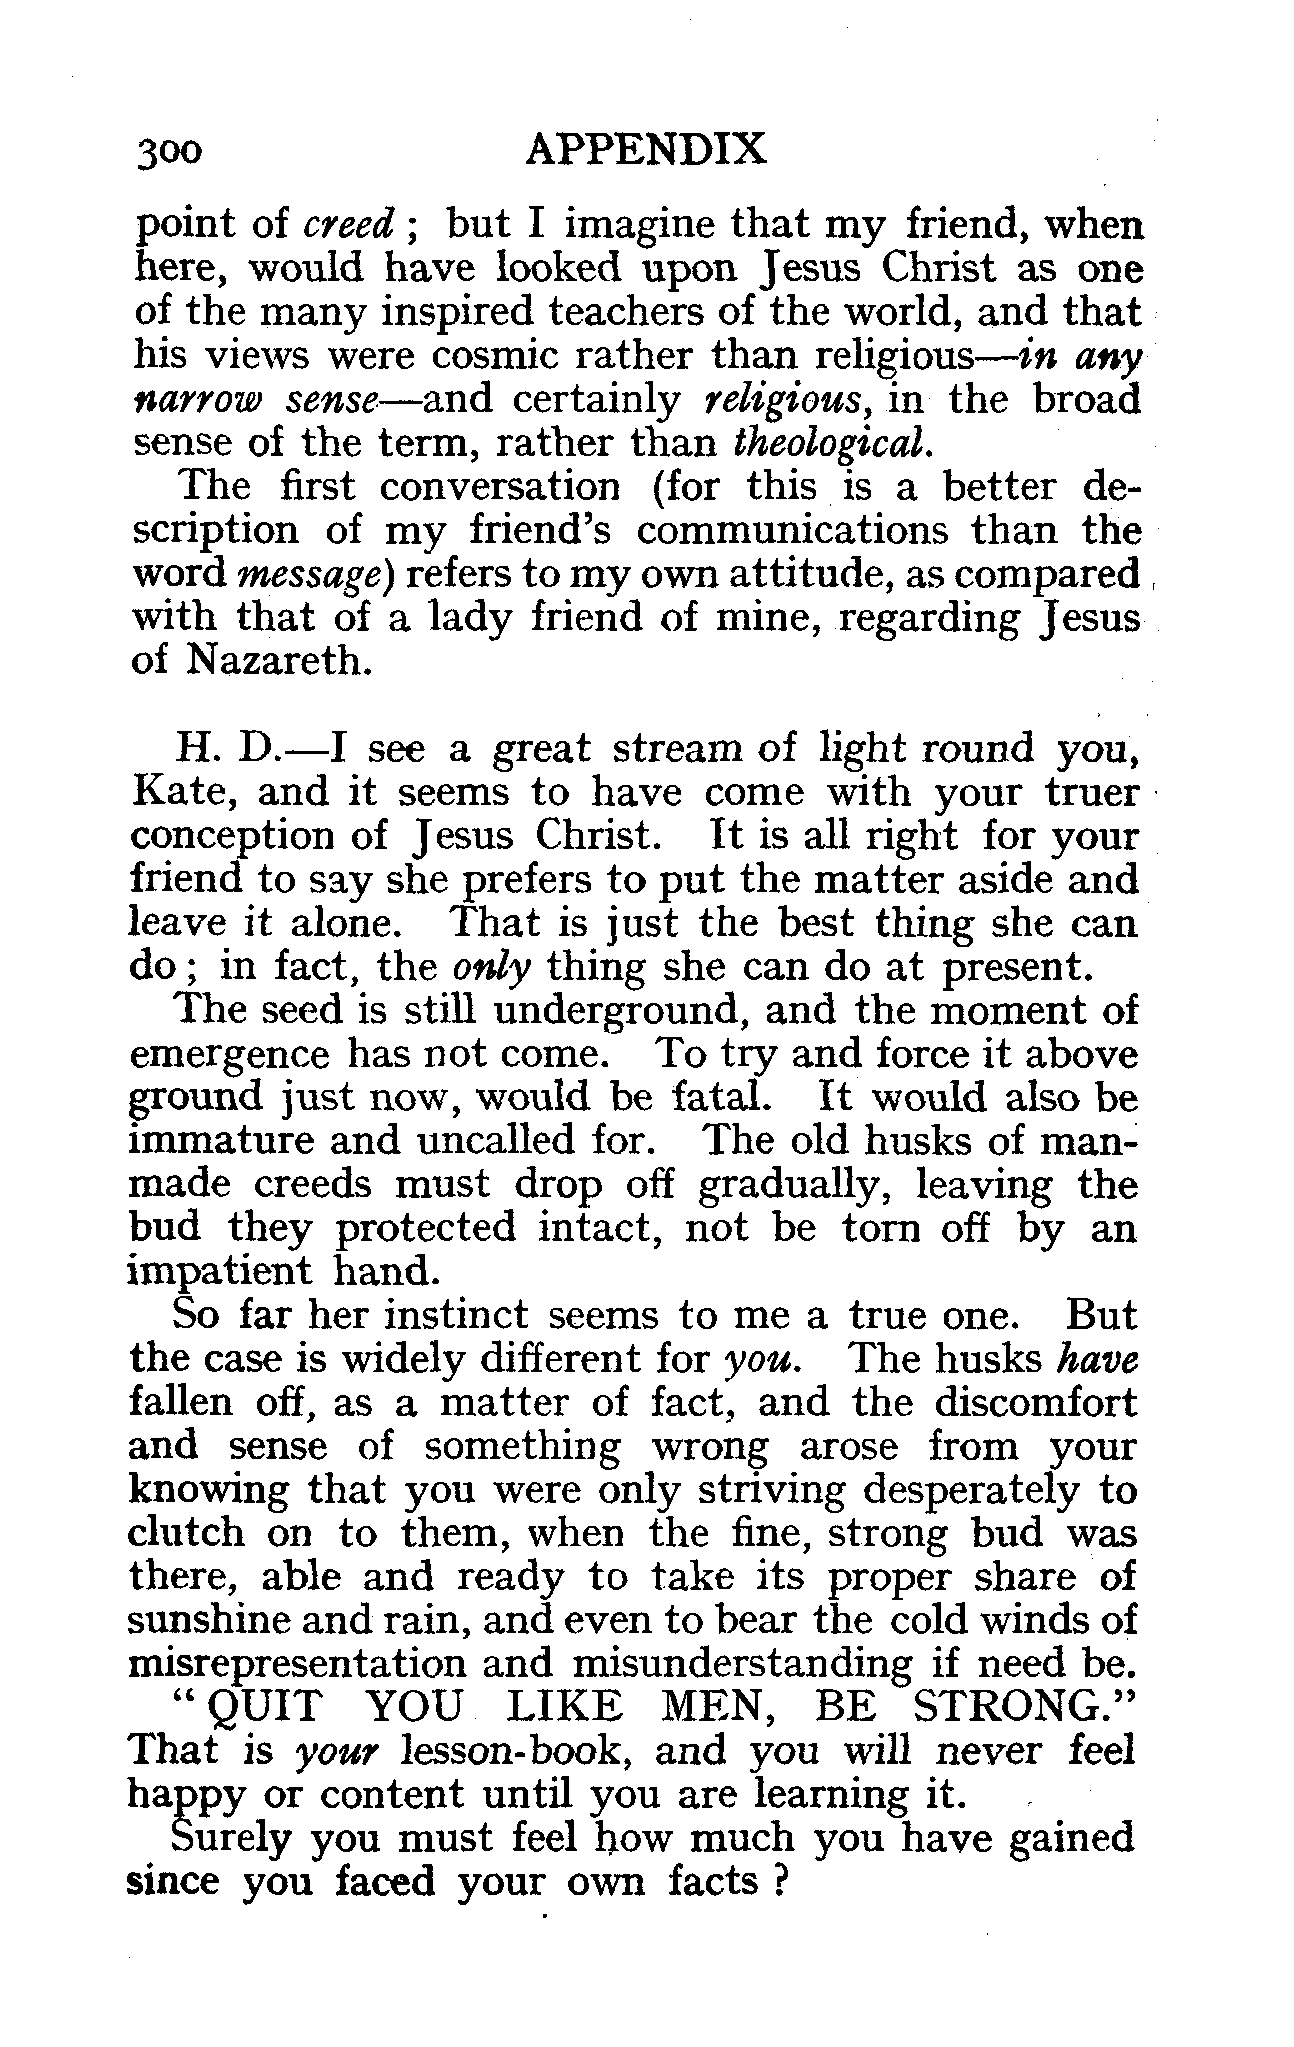 300 APPENDIX
point of creed ; but I imagine that my friend, when
here, would have looked upon Jesus Christ as one
of the many inspired teachers of the world, and that
his views were cosmic rather than religious—in any
narrow sense—and certainly religious, in the broad
sense of the term, rather than theological.
The first conversation (for this is a better de-
scription of my friend's communications than the
word message) refers to my own attitude, as compared
with that of a lady friend of mine, regarding Jesus
of Nazareth.
H. D.—I see a great stream of light round you,
Kate, and it seems to have come with your truer
conception of Jesus Christ. It is all right for your
friend to say she prefers to put the matter aside and
leave it alone. That is just the best thing she can
do ; in fact, the only thing she can do at present.
The seed is still underground, and the moment of
emergence has not come. To try and force it above
ground just now, would be fatal. It would also be
immature and uncalled for. The old husks of man-
made creeds must drop off gradually, leaving the
bud they protected intact, not be torn off by an
impatient hand.
So far her instinct seems to me a true one. But
the case is widely different for you. The husks have
fallen off, as a matter of fact, and the discomfort
and sense of something wrong arose from your
knowing that you were only striving desperately to
clutch on to them, when the fine, strong bud was
there, able and ready to take its proper share of
sunshine and rain, and even to bear the cold winds of
misrepresentation and misunderstanding if need be.
" QUIT YOU LIKE MEN, BE STRONG."
That is your lesson-book, and you will never feel
happy or content until you are learning it.
Surely you must feel how much you have gained
since you faced your own facts ?